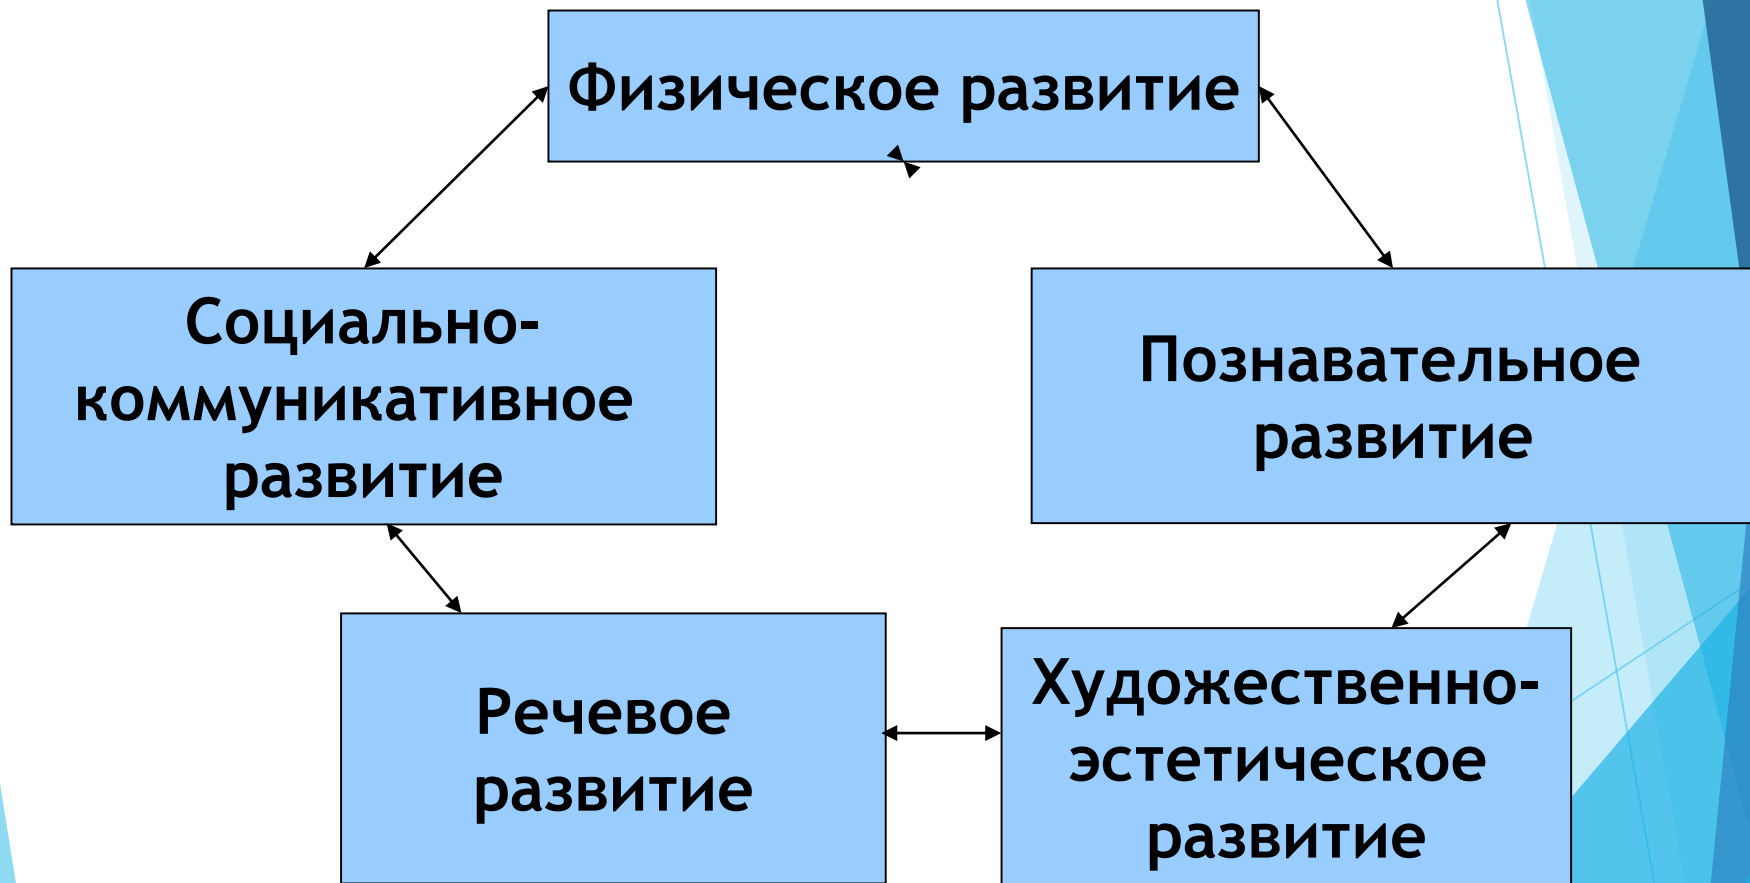 Физическое развитие
Социально-
коммуникативное
развитие
Познавательное
развитие
Речевое
развитие
Художественно-
эстетическое
развитие